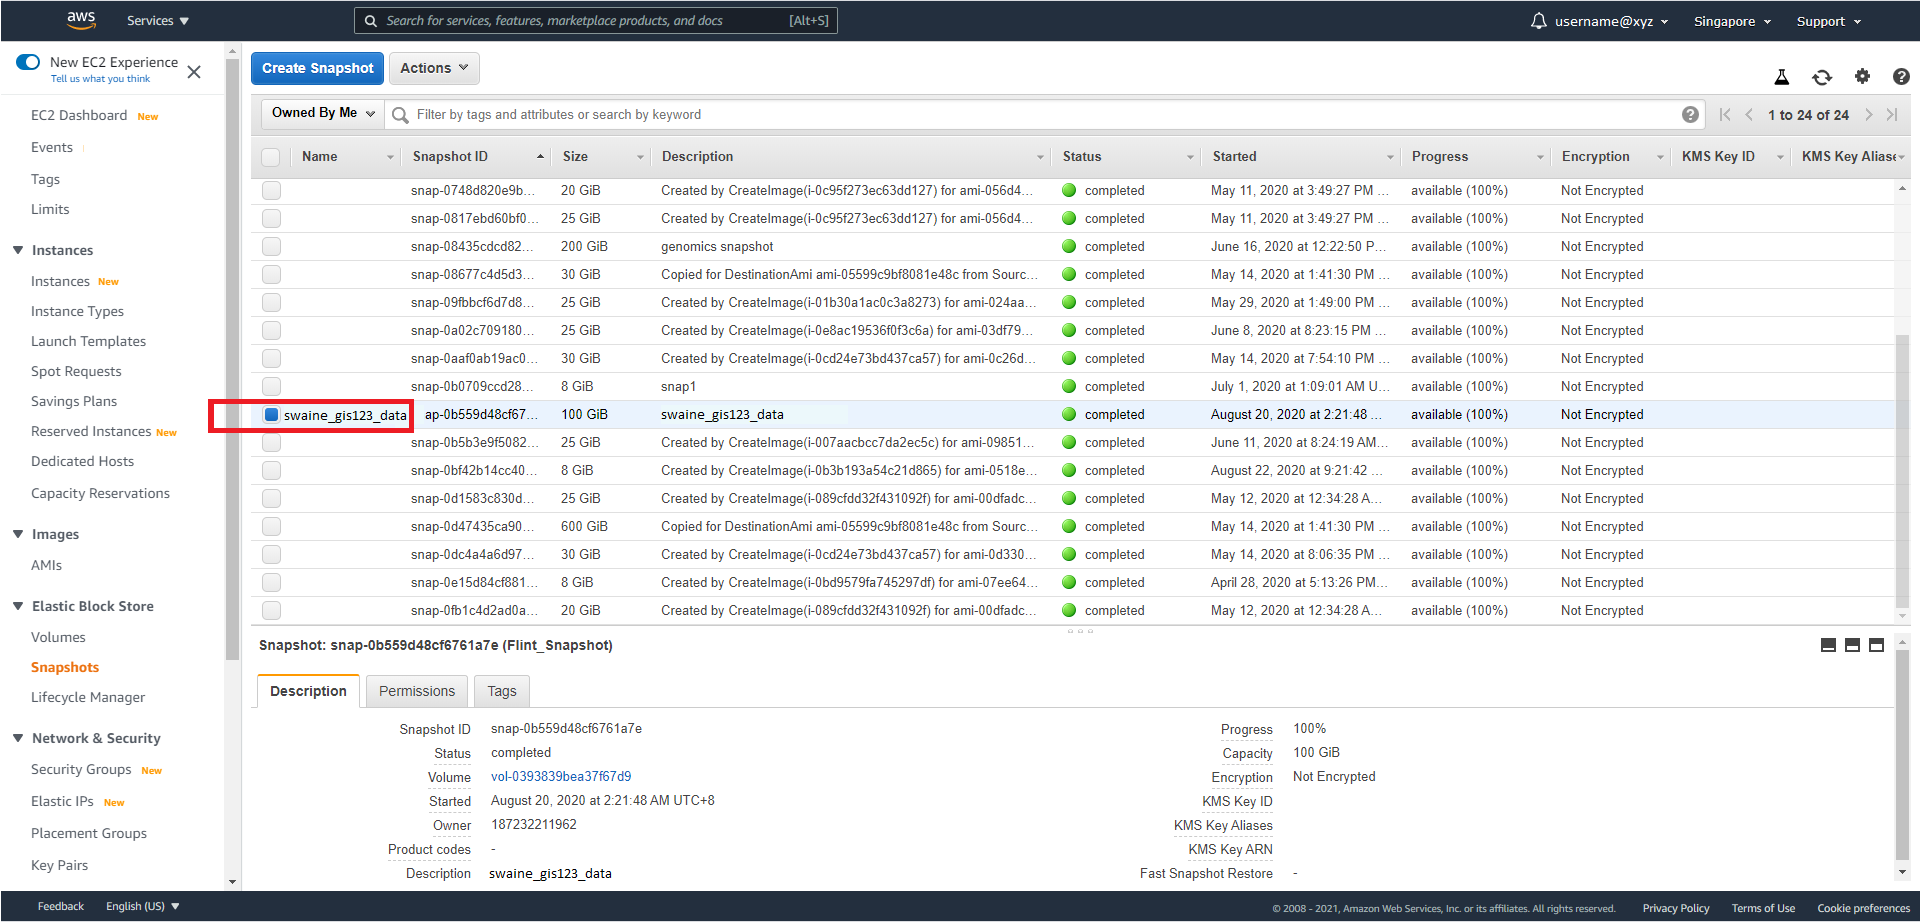 aws Services Search for services, features, marketplace products, and docs [Alt+S] username@xyz Singapore Support
New EC2 Experience
Tell us what you think
EC2 Dashboard New
Events
Tags
Limits
Instances
Instances New
Instance Types
Launch Templates
Spot Requests
Savings Plans
Reserved Instances New
Dedicated Hosts
Capacity Reservations
Images
AMIs
Elastic Block Store
Volumes
Snapshots
Lifecycle Manager
Network & Security
Security Groups New
Elastic IPs New
Placement Groups
Key Pairs
Create Snapshot Actions
Owned By Me Filter by tags and attributes or search by keyword 1 to 24 of 24
Name Snapshot ID Size Description Status Started Progress Encryption KMS Key ID KMS Key Aliase
snap-0748d820e9b... 20 GiB Created by CreateImage(i-0c95f273ec63dd127) for ami-056d4... completed May 11, 2020 at 3:49:27 PM ... available (100%) Not Encrypted
snap-0817ebd60bf0... 25 GiB Created by CreateImage(i-0c95f273ec63dd127) for ami-056d4... completed May 11, 2020 at 3:49:27 PM ... available (100%) Not Encrypted
snap-08435cdcd82... 200 GiB genomics snapshot completed June 16, 2020 at 12:22:50 P... available (100%) Not Encrypted
snap-08677c4d5d3... 30 GiB Copied for DestinationAmi ami-05599c9bf8081e48c from Sourc... completed May 14, 2020 at 1:41:30 PM ... available (100%) Not Encrypted
snap-09fbbcf6d7d8... 25 GiB Created by CreateImage(i-01b30a1ac0c3a8273) for ami-024aa... completed May 29, 2020 at 1:49:00 PM ... available (100%) Not Encrypted
snap-0a02c709180... 25 GiB Created by CreateImage(i-0e8ac19536f0f3c6a) for ami-03df79... completed June 8, 2020 at 8:23:15 PM ... available (100%) Not Encrypted
snap-0aaf0ab19ac0... 30 GiB Created by CreateImage(i-0cd24e73bd437ca57) for ami-0c26d... completed May 14, 2020 at 7:54:10 PM ... available (100%) Not Encrypted
snap-0b0709ccd28... 8 GiB snap1 completed July 1, 2020 at 1:09:01 AM U... available (100%) Not Encrypted
swaine_gis123_data ap-0b559d48cf67... 100 GiB swaine_gis123_data completed August 20, 2020 at 2:21:48 ... available (100%) Not Encrypted
snap-0b5b3e9f5082... 25 GiB Created by CreateImage(i-007aacbcc7da2ec5c) for ami-09851... completed June 11, 2020 at 8:24:19 AM... available (100%) Not Encrypted
snap-0bf42b14cc40... 8 GiB Created by CreateImage(i-0b3b193a54c21d865) for ami-0518e... completed August 22, 2020 at 9:21:42 ... available (100%) Not Encrypted
snap-0d1583c830d... 25 GiB Created by CreateImage(i-089cfdd32f431092f) for ami-00dfadc... completed May 12, 2020 at 12:34:28 A... available (100%) Not Encrypted
snap-0d47435ca90... 600 GiB Copied for DestinationAmi ami-05599c9bf8081e48c from Sourc... completed May 14, 2020 at 1:41:30 PM ... available (100%) Not Encrypted
snap-0dc4a4a6d97... 30 GiB Created by CreateImage(i-0cd24e73bd437ca57) for ami-0d330... completed May 14, 2020 at 8:06:35 PM ... available (100%) Not Encrypted
snap-0e15d84cf881... 8 GiB Created by CreateImage(i-0bd9579fa745297df) for ami-07ee64... completed April 28, 2020 at 5:13:26 PM... available (100%) Not Encrypted
snap-0fb1c4d2ad0a... 20 GiB Created by CreateImage(i-089cfdd32f431092f) for ami-00dfadc... completed May 12, 2020 at 12:34:28 A... available (100%) Not Encrypted
Snapshot: snap-0b559d48cf6761a7e (Flint_Snapshot)
Description Permissions Tags
Snapshot ID snap-0b559d48cf6761a7e Progress 100%
Status completed Capacity 100 GiB
Volume vol-0393839bea37f67d9 Encryption Not Encrypted
Started August 20, 2020 at 2:21:48 AM UTC+8 KMS Key ID
Owner 187232211962 KMS Key Aliases
Product codes - KMS Key ARN
Description swaine_gis123_data Fast Snapshot Restore -
Feedback English (US) © 2008 - 2021, Amazon Web Services, Inc. or its affiliates. All rights reserved. Privacy Policy Terms of Use Cookie preferences